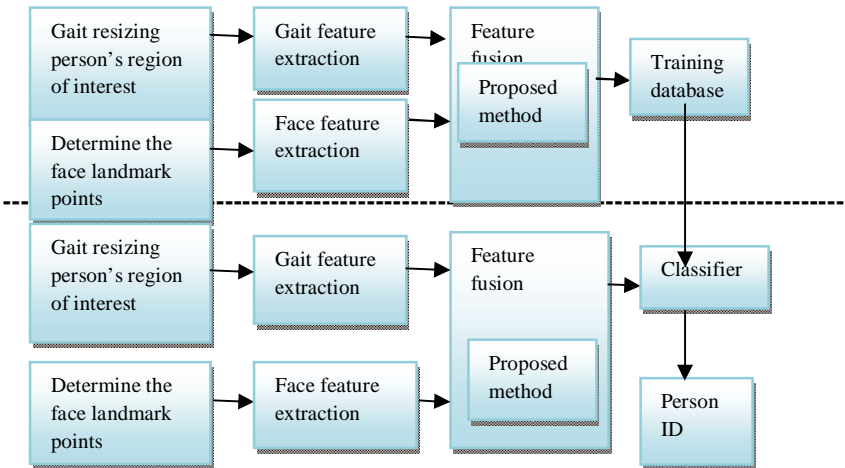 Gait resizing
person's region
of interest
Gait feature
extraction
Feature
fusion
Proposed
method
Training
database
Determine the
face landmark
points
Face feature
extraction
Gait resizing
person's region
of interest
Gait feature
extraction
Feature
fusion
Proposed
method
Classifier
Determine the
face landmark
points
Face feature
extraction
Person
ID